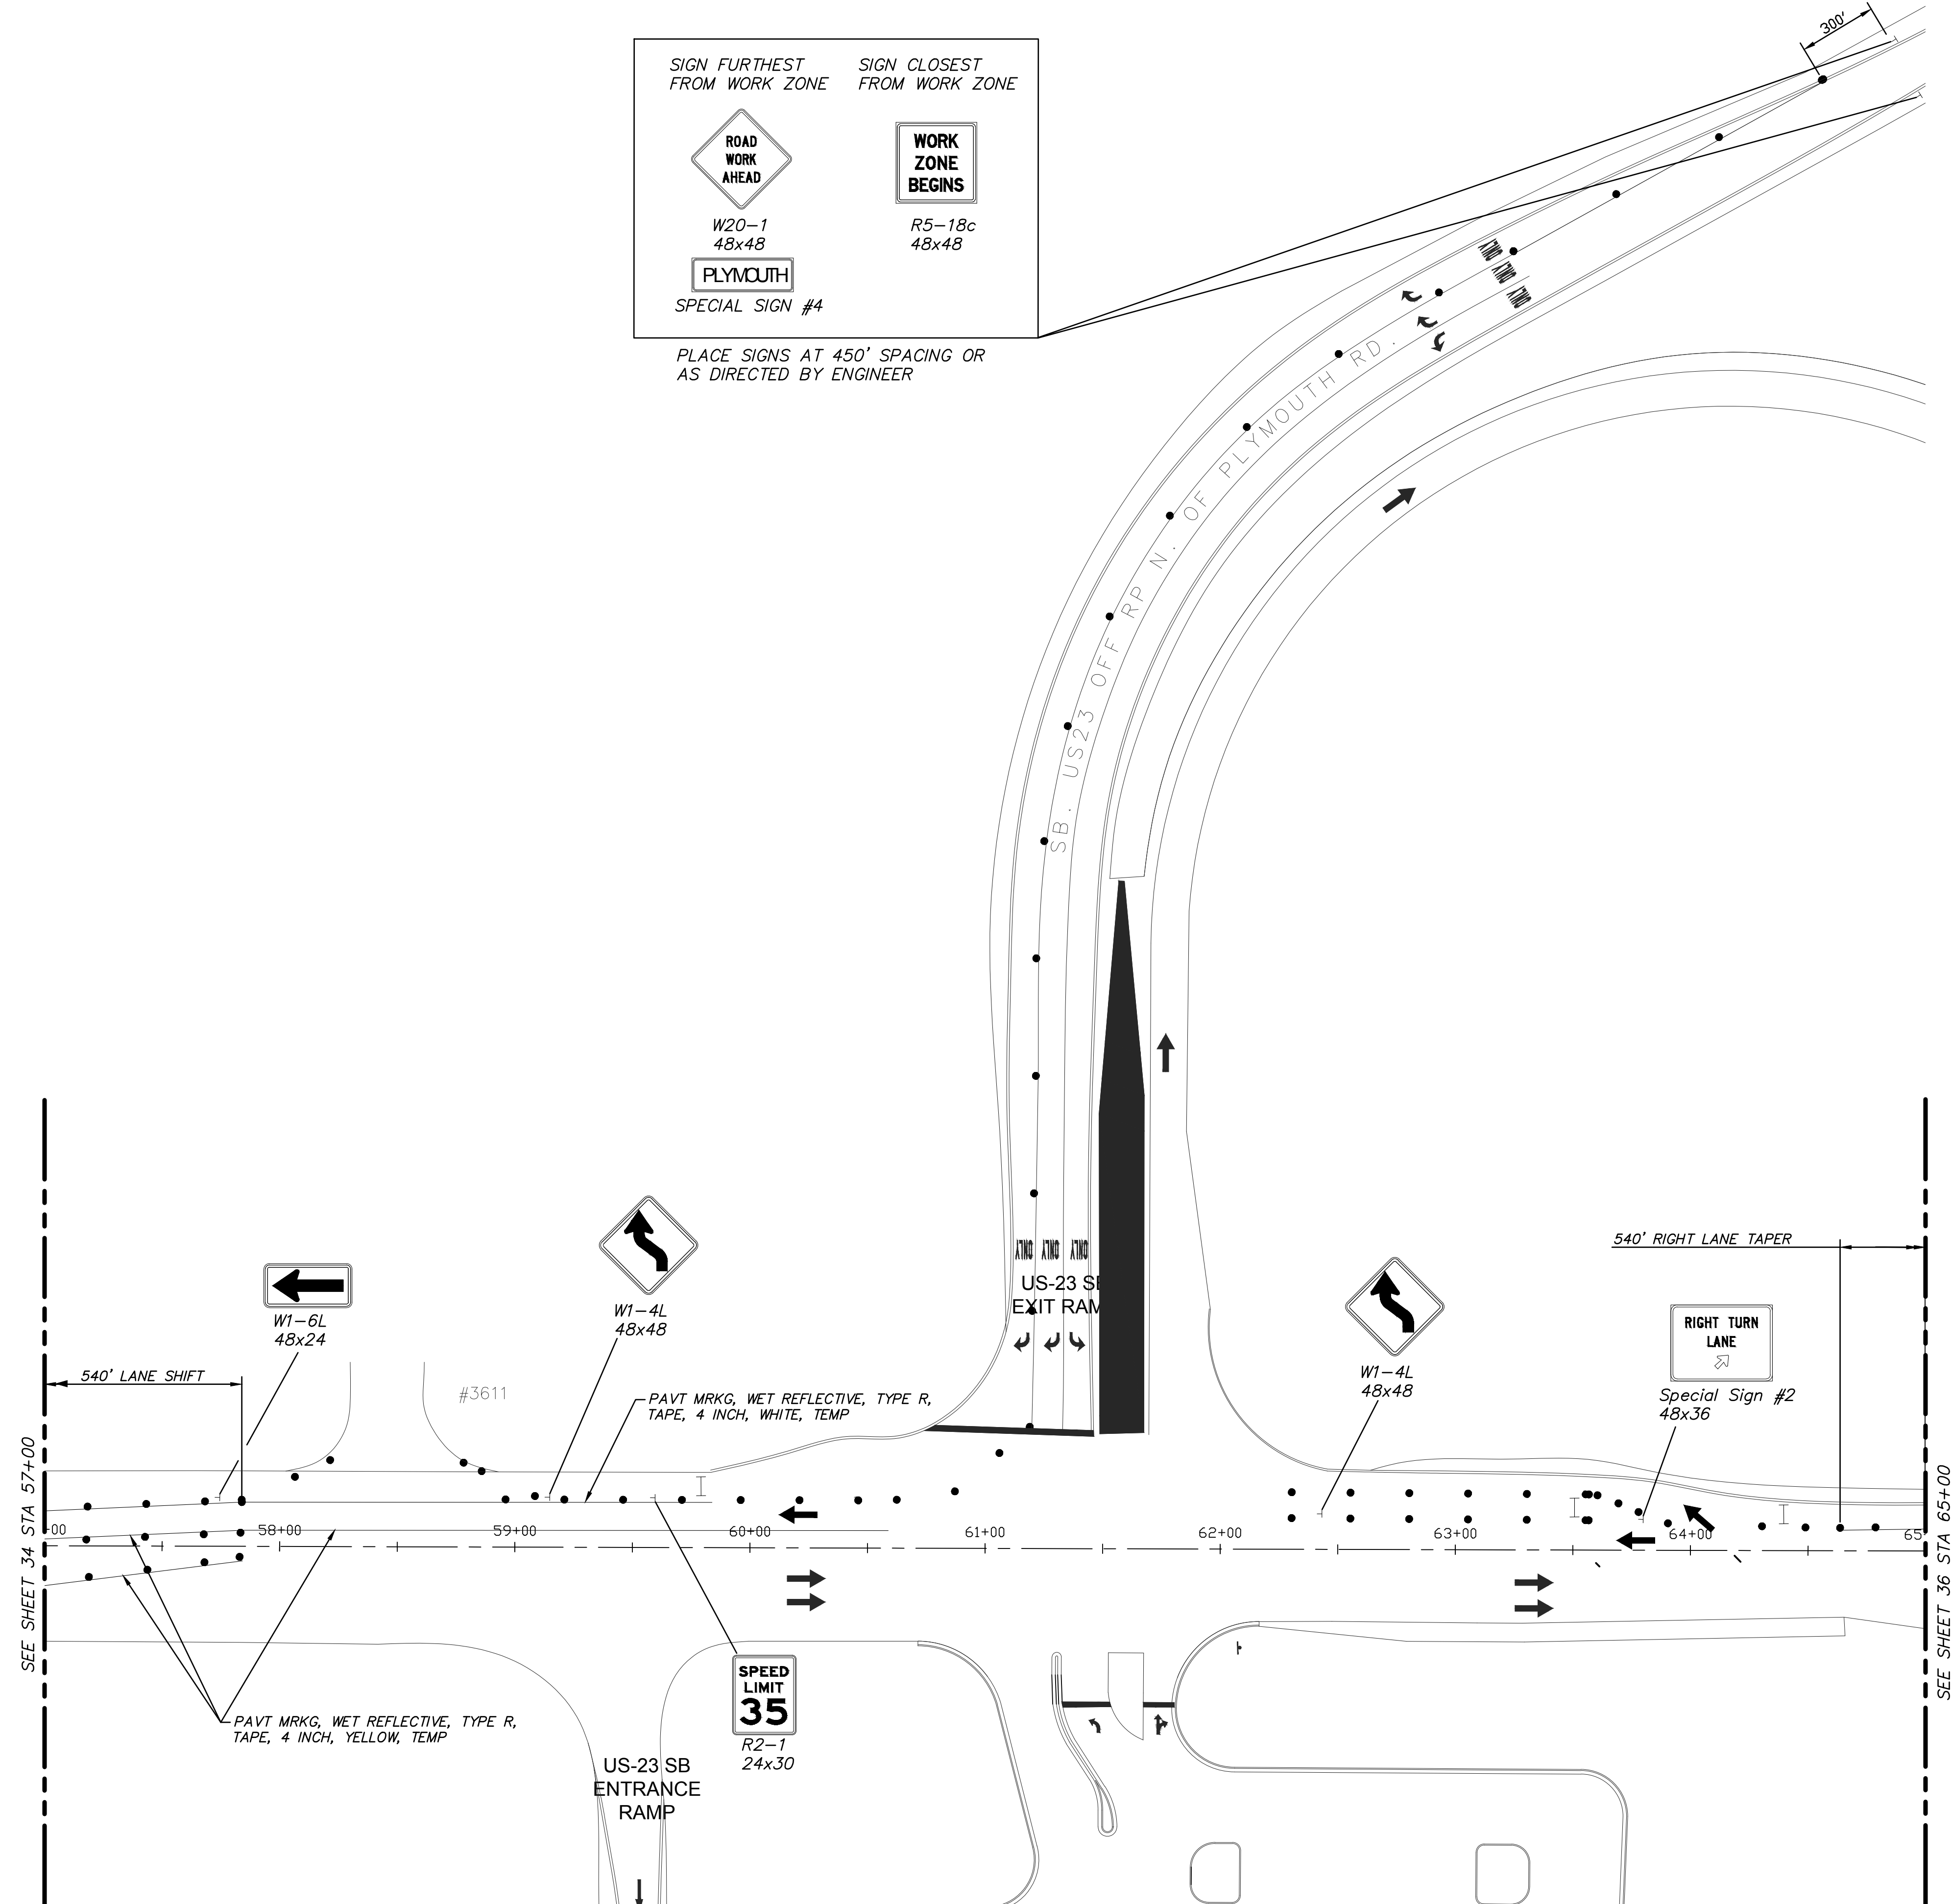 300'
SIGN FURTHEST
FROM WORK ZONE
SIGN CLOSEST
FROM WORK ZONE
ROAD
WORK
AHEAD
WORK
ZONE
BEGINS
W20-1
48x48
R5-18c
48x48
PLYMOUTH
SPECIAL SIGN #4
PLACE SIGNS AT 450' SPACING OR
AS DIRECTED BY ENGINEER
ONLY
ONLY
ONLY
SB. US23 OFF RP N. OF PLYMOUTH RD.
540' RIGHT LANE TAPER
ONLY
ONLY
ONLY
US-23 SB
EXIT RAM
W1-6L
48x24
W1-4L
48x48
W1-4L
48x48
RIGHT TURN
LANE
Special Sign #2
48x36
540' LANE SHIFT
#3611
PAVT MRKG, WET REFLECTIVE, TYPE R,
TAPE, 4 INCH, WHITE, TEMP
+00
58+00
59+00
60+00
61+00
62+00
63+00
64+00
65
SEE SHEET 34 STA 57+00
SEE SHEET 36 STA 65+00
SPEED
LIMIT
35
R2-1
24x30
PAVT MRKG, WET REFLECTIVE, TYPE R,
TAPE, 4 INCH, YELLOW, TEMP
US-23 SB
ENTRANCE
RAMP